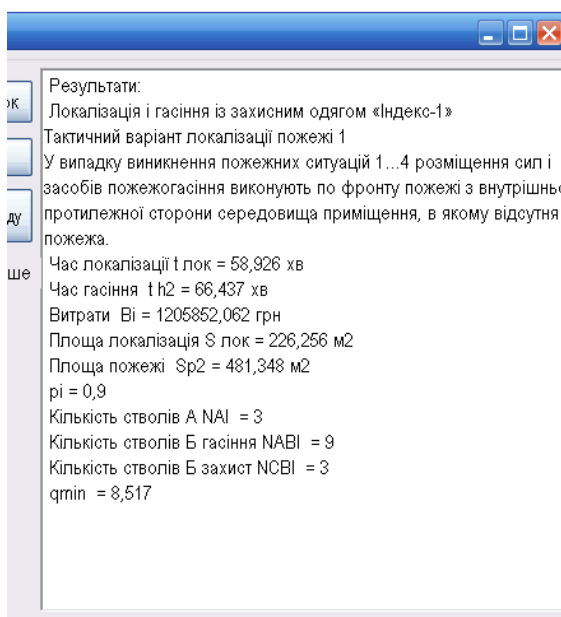 Результати:
Локалізація і гасіння із захисним одягом «Індекс-1»
Тактичний варіант локалізації пожежі 1
У випадку виникнення пожежних ситуацій 1...4 розміщення сил і
засобів пожежогасіння виконують по фронту пожежі з внутрішньо
протилежної сторони середовища приміщення, в якому відсутня
пожежа.
Час локалізації t лок = 58,926 хв
Час гасіння t h2 = 66,437 хв
Витрати Bi = 1205852,062 грн
Площа локалізація S лок = 226,256 м2
Площа пожежі Sp2 = 481,348 м2
pi = 0,9
Кількість стволів А NAI = 3
Кількість стволів Б гасіння NABI = 9
Кількість стволів Б захист NCBI = 3
qmin = 8,517
ок
ду
ше